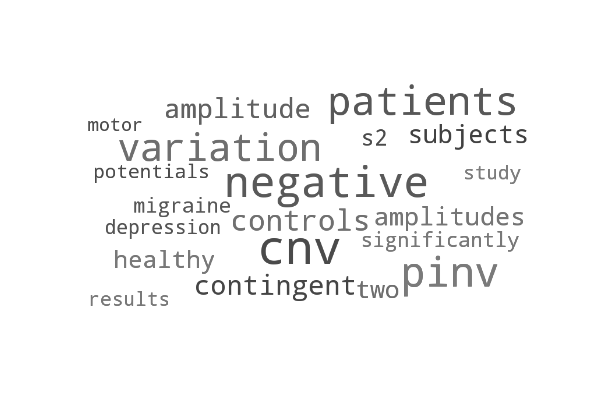 patients
amplitude
motor
s2 subjects
variation
potentials
study
negative
migraine
controls amplitudes
depression
significantly
cnv
healthy
pinv
contingent two
results